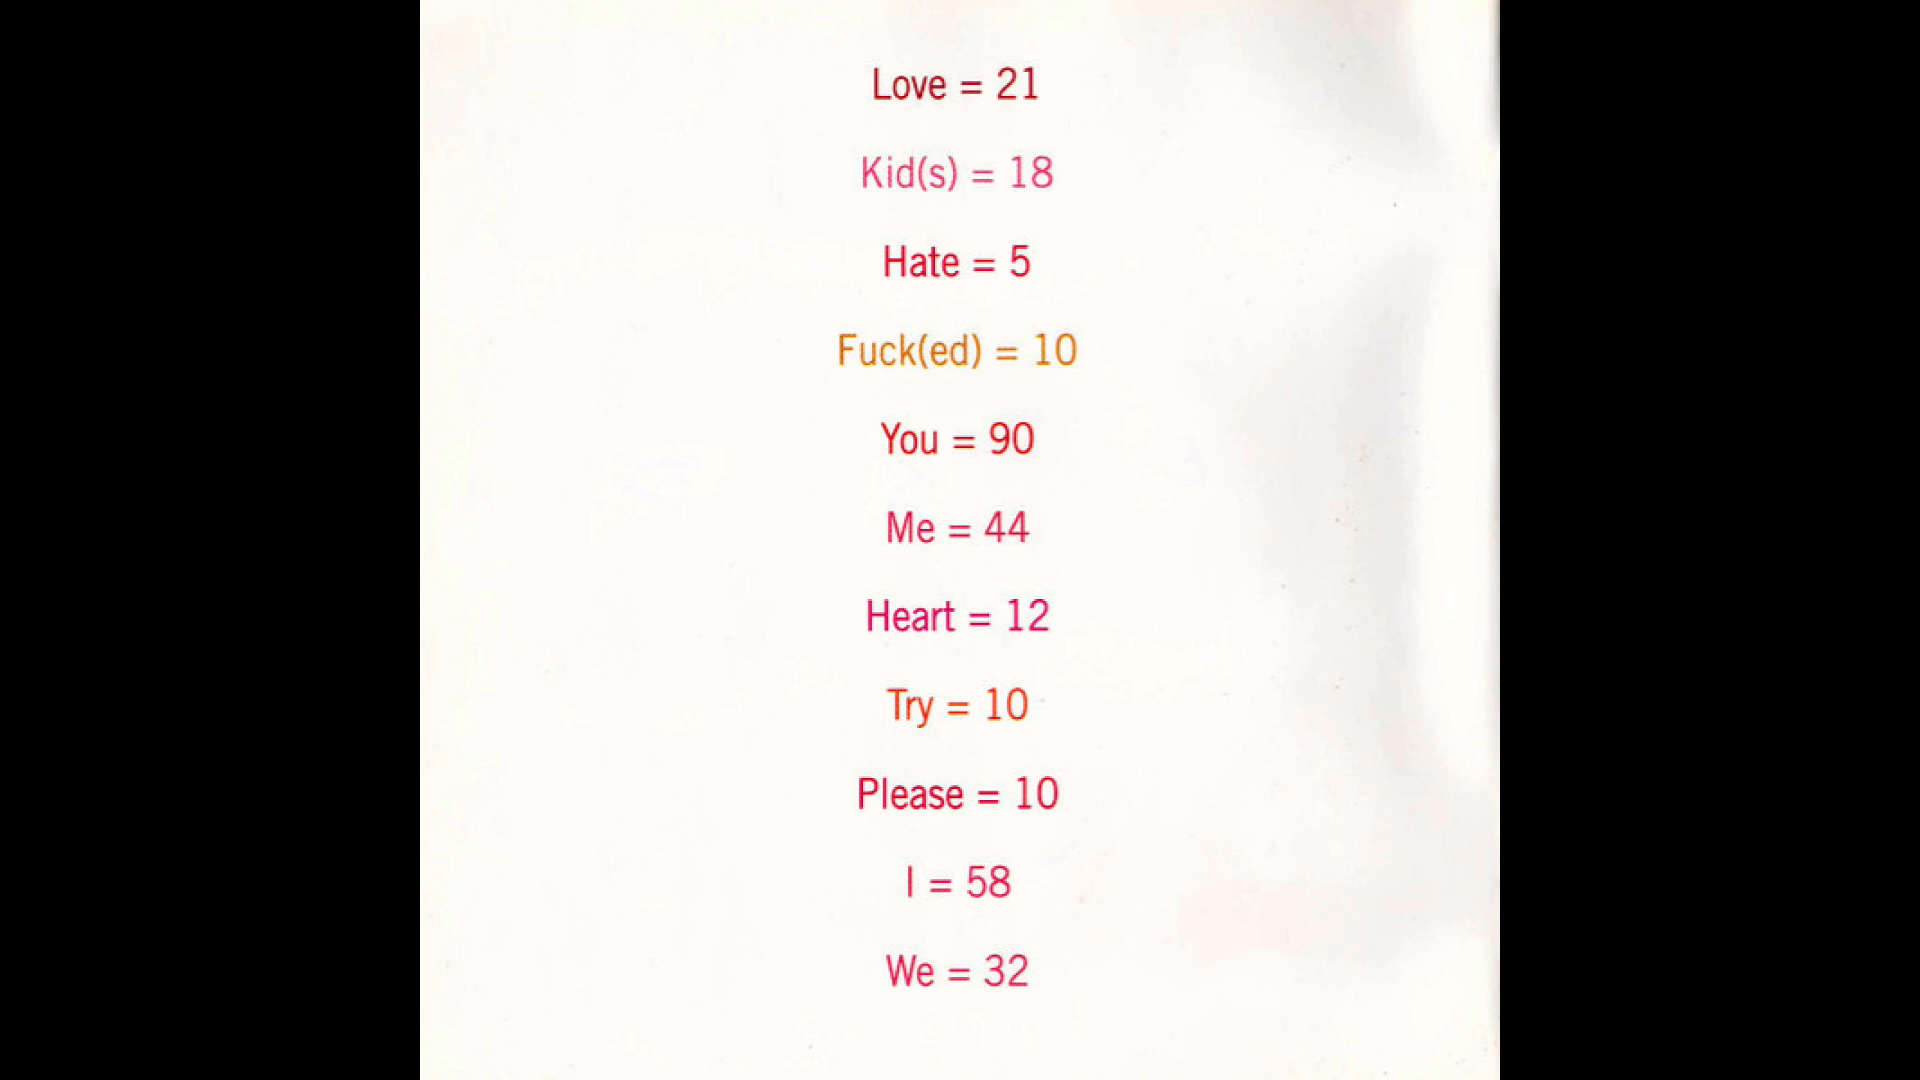 Love = 21
Kid(s) = 18
Hate = 5
Fuck(ed) = 10
You = 90
Me = 44
Heart = 12
Try = 10
Please = 10
I = 58
We = 32